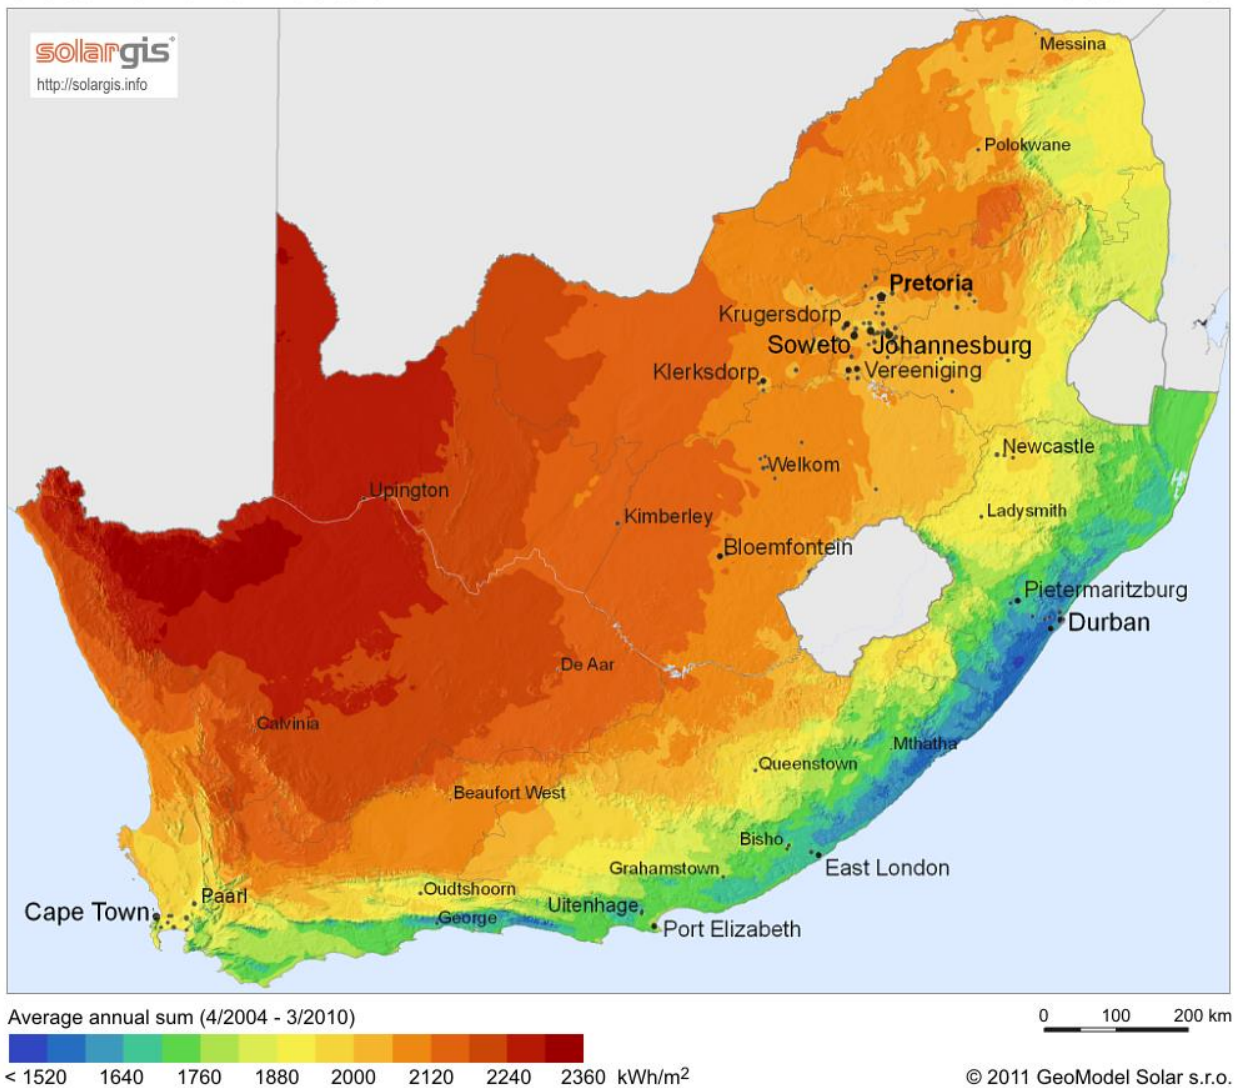 solargis
http://solargis.info
Messina
Polokwane
Pretoria
Krugersdorp
Soweto
Johannesburg
Klerksdorp
Vereeniging
Newcastle
Welkom
Upington
Ladysmith
Kimberley
Bloemfontein
Pietermaritzburg
Durban
De Aar
Calvinia
Mthatha
Queenstown
Beaufort West
Bisho
Grahamstown
East London
Oudtshoorn
Paarl
Uitenhage
Cape Town
George
Port Elizabeth
Average annual sum (4/2004 - 3/2010)
0 100 200 km
< 1520 1640 1760 1880 2000 2120 2240 2360 kWh/m2
© 2011 GeoModel Solar s.r.o.